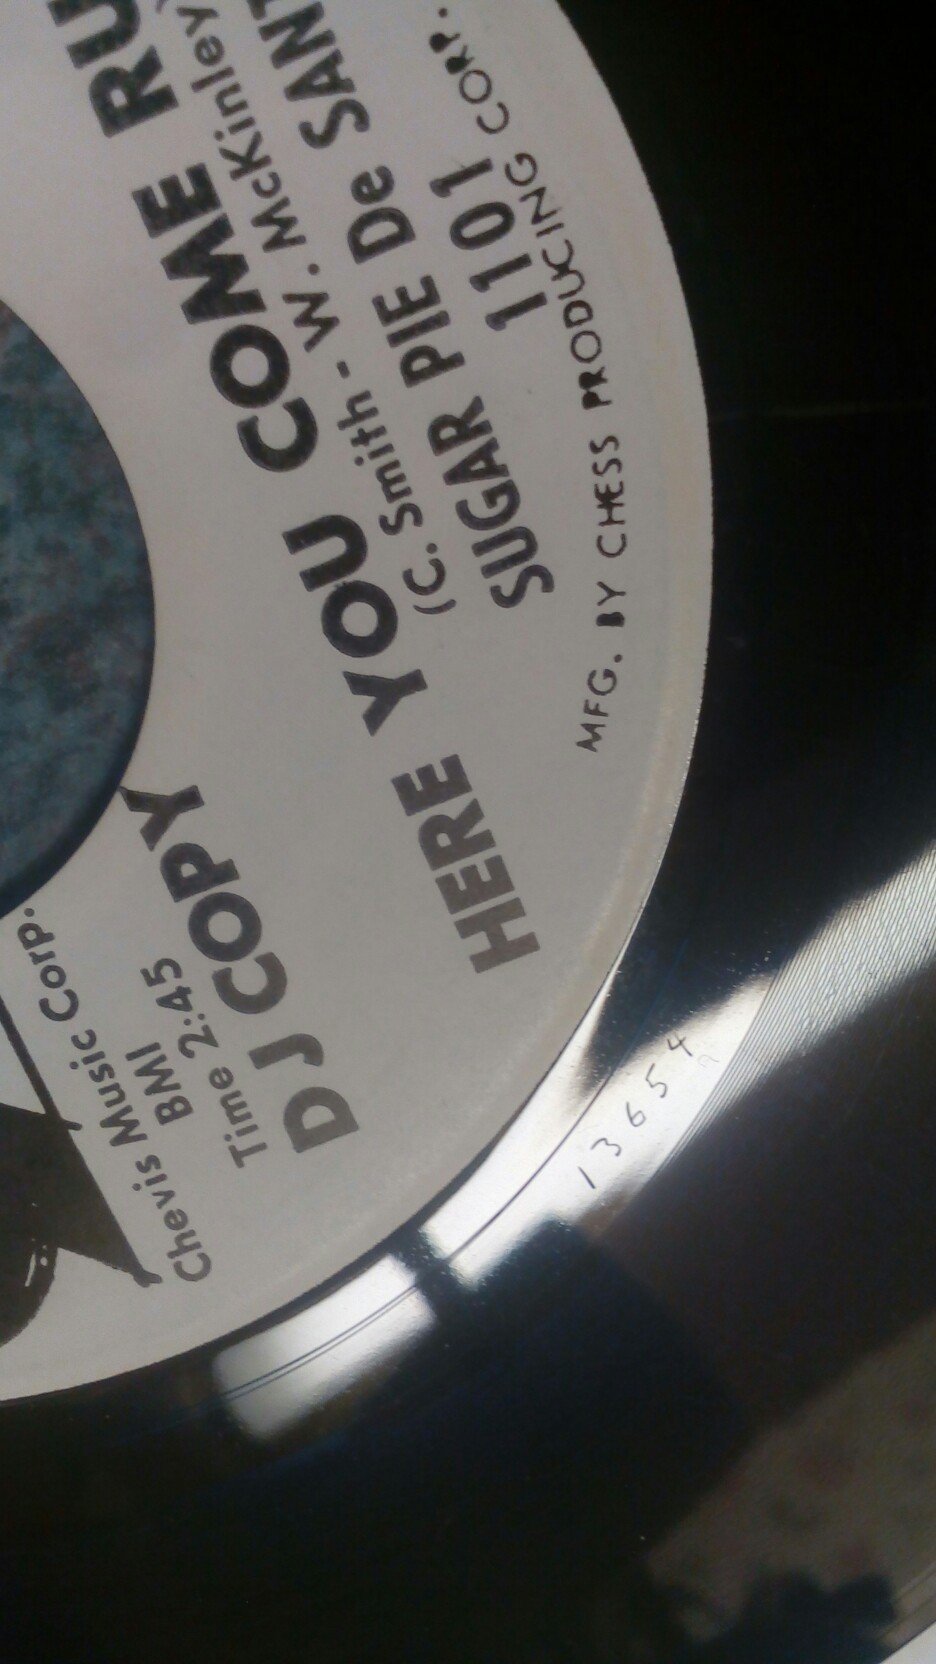 Chevis Music Corp.
BMI
Time 2:45
DJ COPY
HERE YOU COME RU
(C. Smith - W. McKinley)
SUGAR PIE De SANT
1101
MFG. BY CHESS PRODUCING CORP.
13654